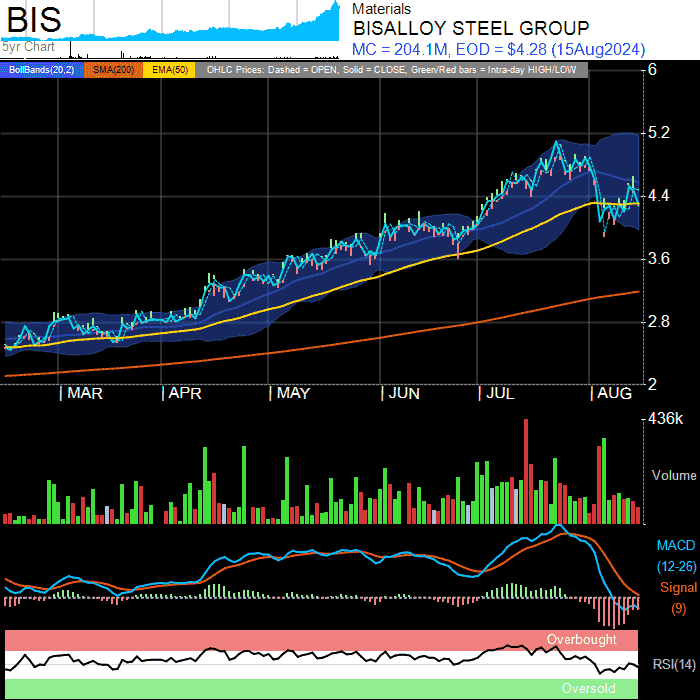 BIS
5yr Chart
Materials
BISALLOY STEEL GROUP
MC = 204.1M, EOD = $4.28 (15Aug2024)
BollBands(20,2) SMA(200) EMA(50) OHLC Prices: Dashed = OPEN, Solid = CLOSE, Green/Red bars = Intra-day HIGH/LOW
6
5.2
4.4
3.6
2.8
2
MAR APR MAY JUN JUL AUG
436k
Volume
MACD
(12-26)
Signal
(9)
Overbought
RSI(14)
Oversold